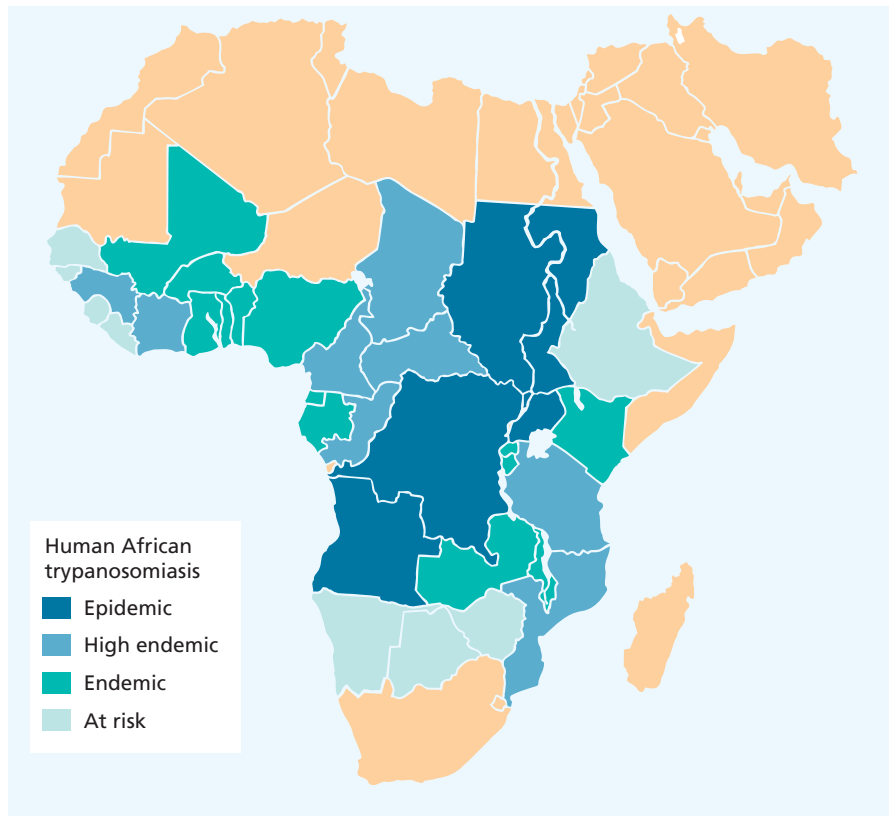 Human African
trypanosomiasis
Epidemic
High endemic
Endemic
At risk